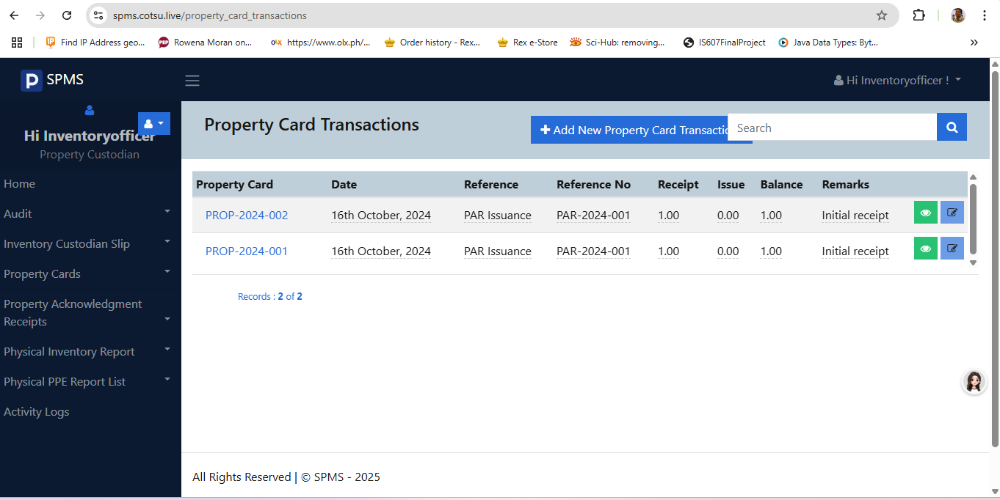 spms.cotsu.live/property_card_transactions
Find IP Address geo... Rowena Moran on... OLX https://www.olx.ph/... Order history - Rex... Rex e-Store Sci-Hub: removing... IS607FinalProject Java Data Types: Byt... »
SPMS
Hi Inventoryofficer !
Hi Inventoryofficer
Property Custodian
Home
Audit
Inventory Custodian Slip
Property Cards
Property Acknowledgment
Receipts
Physical Inventory Report
Physical PPE Report List
Activity Logs
Property Card Transactions
Add New Property Card Transactio
Search
Property Card Date Reference Reference No Receipt Issue Balance Remarks
PROP-2024-002 16th October, 2024 PAR Issuance PAR-2024-001 1.00 0.00 1.00 Initial receipt
PROP-2024-001 16th October, 2024 PAR Issuance PAR-2024-001 1.00 0.00 1.00 Initial receipt
Records : 2 of 2
All Rights Reserved | © SPMS - 2025